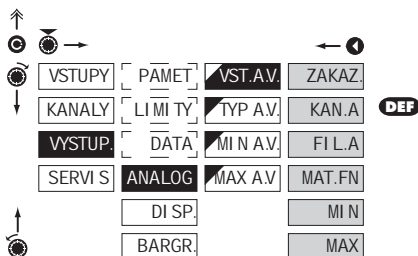 VSTUPY PAMET VST.A.V. ZAKAZ.
KANALY LIMITY TYP A.V. KAN.A DEF
VYSTUP. DATA MIN A.V. FIL.A
SERVIS ANALOG MAX A.V. MAT.FN
DISP. MIN
BARGR. MAX